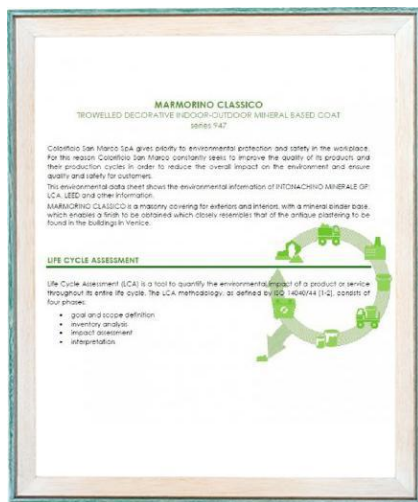 MARMORINO CLASSICO
TROWELLED DECORATIVE INDOOR-OUTDOOR MINERAL BASED COAT
series 947
Colorificio San Marco SpA gives priority to environmental protection and safety in the workplace.
For this reason Colorificio San Marco constantly seeks to improve the quality of its products and
their production cycles in order to reduce the overall impact on the environment and ensure
quality and safety for customers.
This environmental data sheet shows the environmental information of INTONACHINO MINERALE GF:
LCA, LEED and other information.
MARMORINO CLASSICO is a masonry covering for exteriors and interiors, with a mineral binder base,
which enables a finish to be obtained which closely resembles that of the antique plastering to be
found in the buildings in Venice.
LIFE CYCLE ASSESSMENT
Life Cycle Assessment (LCA) is a tool to quantify the environmental impact of a product or service
throughout its entire life cycle. The LCA methodology, as defined by ISO 14040/44 [1-2], consists of
four phases:
• goal and scope definition
• inventory analysis
• impact assessment
• interpretation